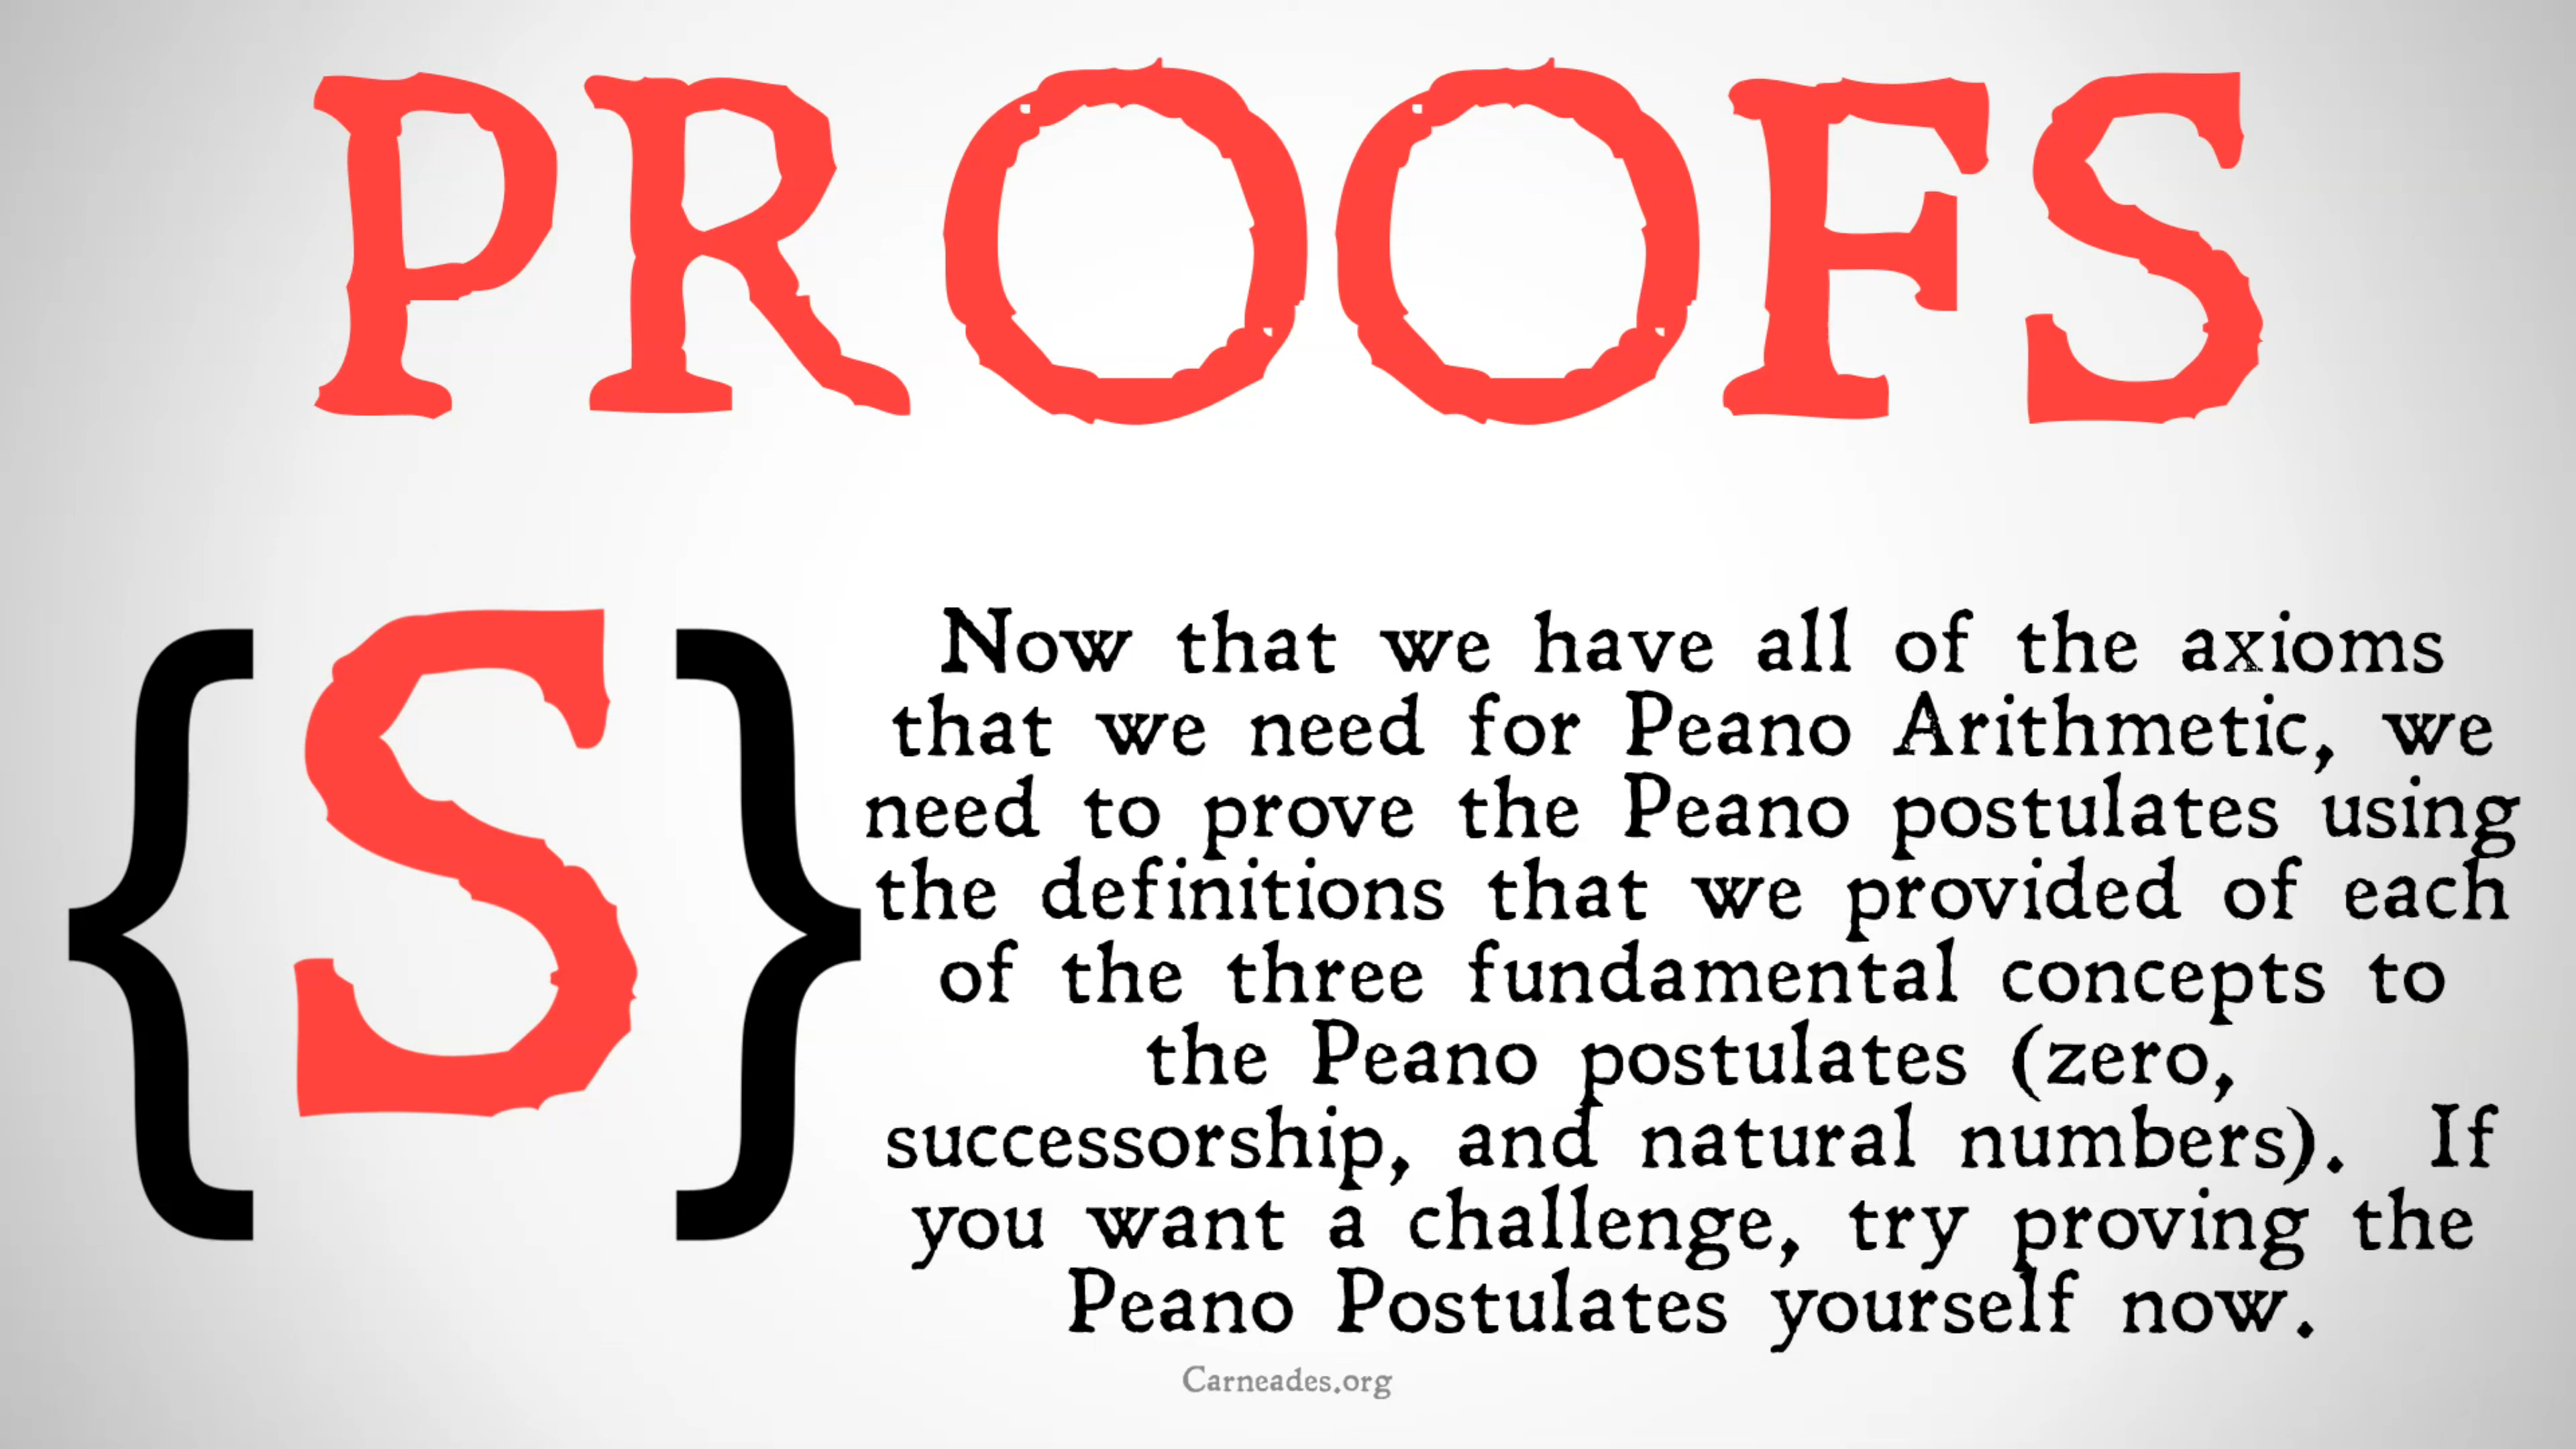 PROOFS
{S}
Now that we have all of the axioms
that we need for Peano Arithmetic, we
need to prove the Peano postulates using
the definitions that we provided of each
of the three fundamental concepts to
the Peano postulates (zero,
successorship, and natural numbers).  If
you want a challenge, try proving the
Peano Postulates yourself now.
Carneades.org